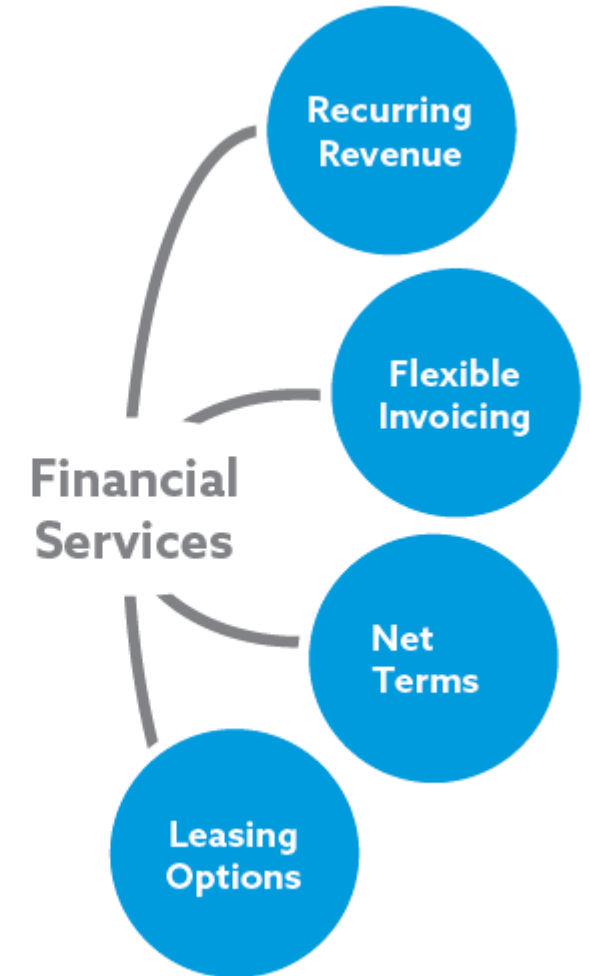 Recurring
Revenue
Flexible
Invoicing
Financial
Services
Net
Terms
Leasing
Options